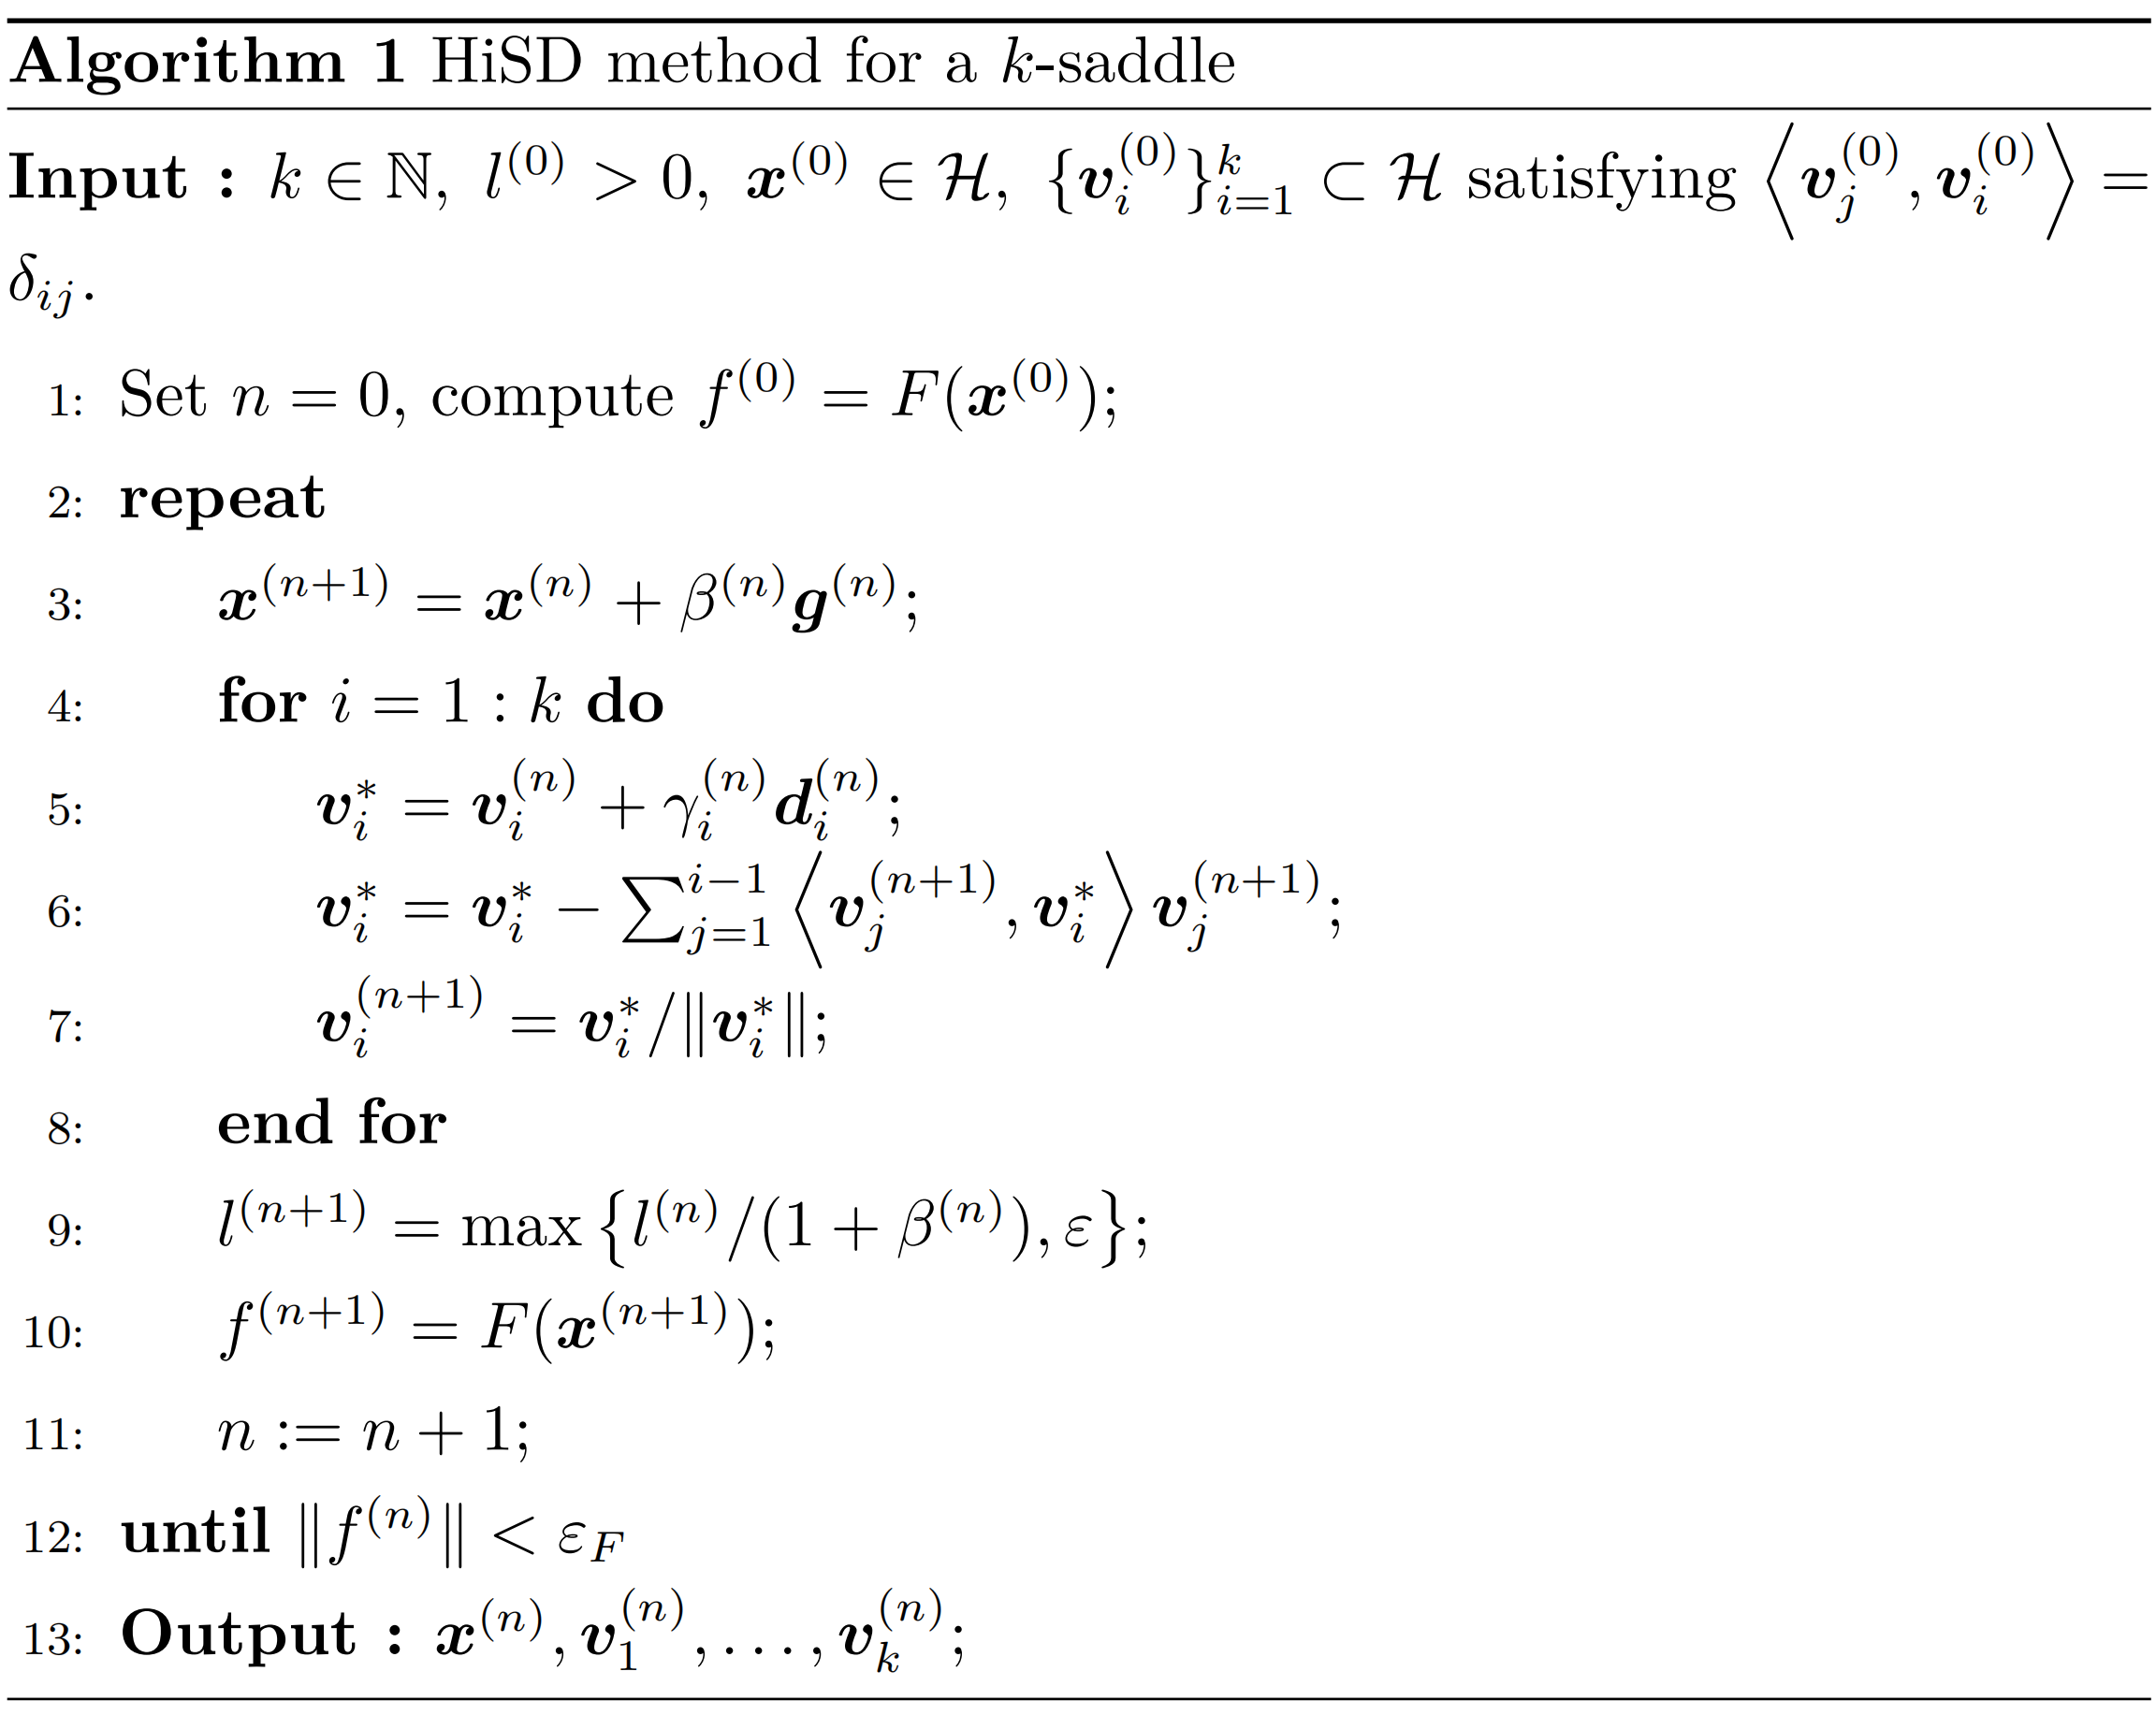 Algorithm 1 HiSD method for a $k$-saddle
Input : $k \in \mathbb{N}$, $l^{(0)} > 0$, $\boldsymbol{x}^{(0)} \in \mathcal{H}$, $\{\boldsymbol{v}_i^{(0)}\}_{i=1}^{k} \subset \mathcal{H}$ satisfying $\left\langle \boldsymbol{v}_j^{(0)}, \boldsymbol{v}_i^{(0)} \right\rangle =$
$\delta_{ij}$.
1: Set $n = 0$, compute $f^{(0)} = F(\boldsymbol{x}^{(0)})$;
2: repeat
3: $\boldsymbol{x}^{(n+1)} = \boldsymbol{x}^{(n)} + \beta^{(n)} \boldsymbol{g}^{(n)}$;
4: for $i = 1 : k$ do
5: $\boldsymbol{v}_i^* = \boldsymbol{v}_i^{(n)} + \gamma_i^{(n)} \boldsymbol{d}_i^{(n)}$;
6: $\boldsymbol{v}_i^* = \boldsymbol{v}_i^* - \sum_{j=1}^{i-1} \left\langle \boldsymbol{v}_j^{(n+1)}, \boldsymbol{v}_i^* \right\rangle \boldsymbol{v}_j^{(n+1)}$;
7: $\boldsymbol{v}_i^{(n+1)} = \boldsymbol{v}_i^* / \|\boldsymbol{v}_i^*\|$;
8: end for
9: $l^{(n+1)} = \max \{ l^{(n)} / (1 + \beta^{(n)}), \varepsilon \}$;
10: $f^{(n+1)} = F(\boldsymbol{x}^{(n+1)})$;
11: $n := n + 1$;
12: until $\|f^{(n)}\| < \varepsilon_F$
13: Output : $\boldsymbol{x}^{(n)}, \boldsymbol{v}_1^{(n)}, \ldots, \boldsymbol{v}_k^{(n)}$;